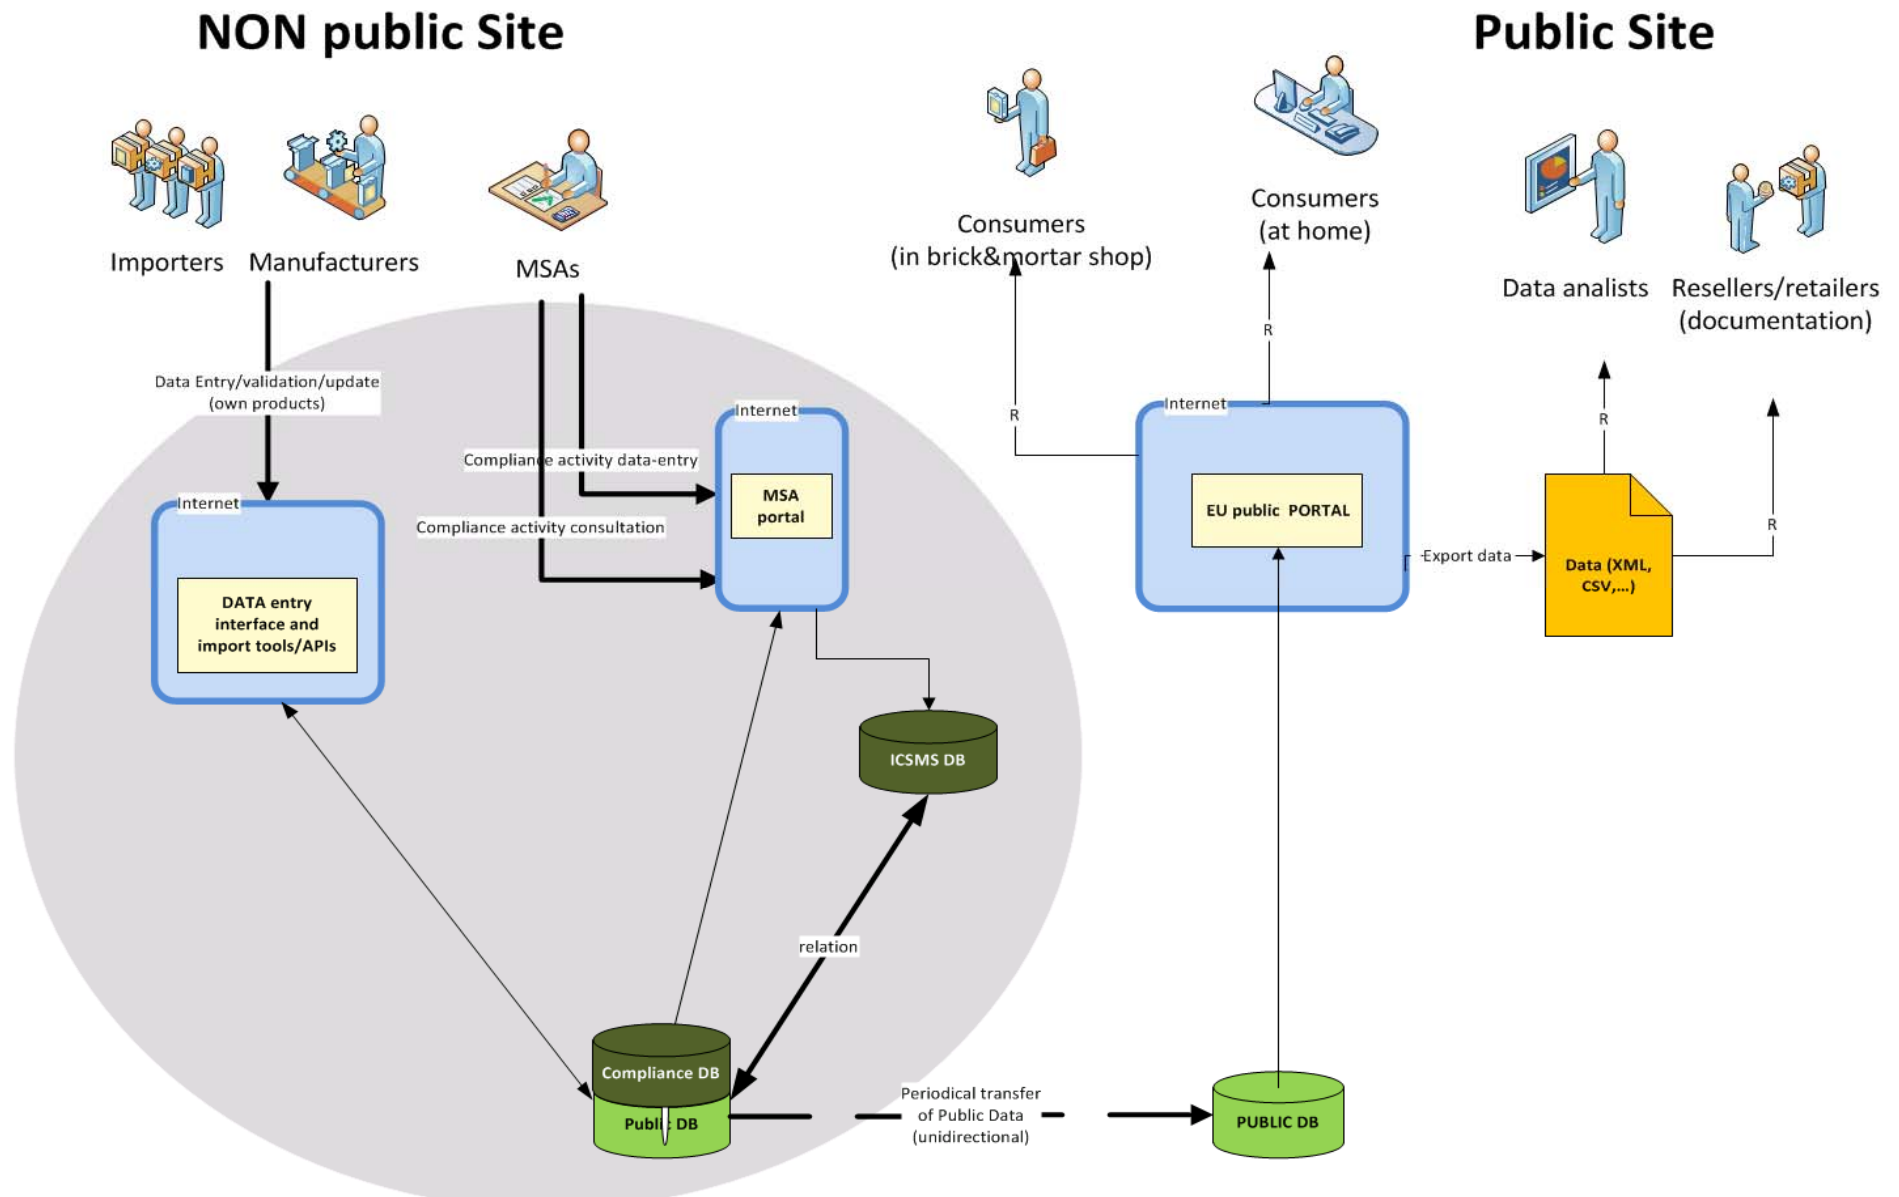 NON public Site
Public Site
Importers
Manufacturers
MSAs
Consumers
(in brick&mortar shop)
Consumers
(at home)
Data analists
Resellers/retailers
(documentation)
Data Entry/validation/update
(own products)
Internet
DATA entry
interface and
import tools/APIs
Compliance activity data-entry
Compliance activity consultation
Internet
MSA
portal
ICSMS DB
relation
Compliance DB
Public DB
Periodical transfer
of Public Data
(unidirectional)
PUBLIC DB
Internet
EU public PORTAL
R
R
Export data
Data (XML,
CSV,...)
R
R